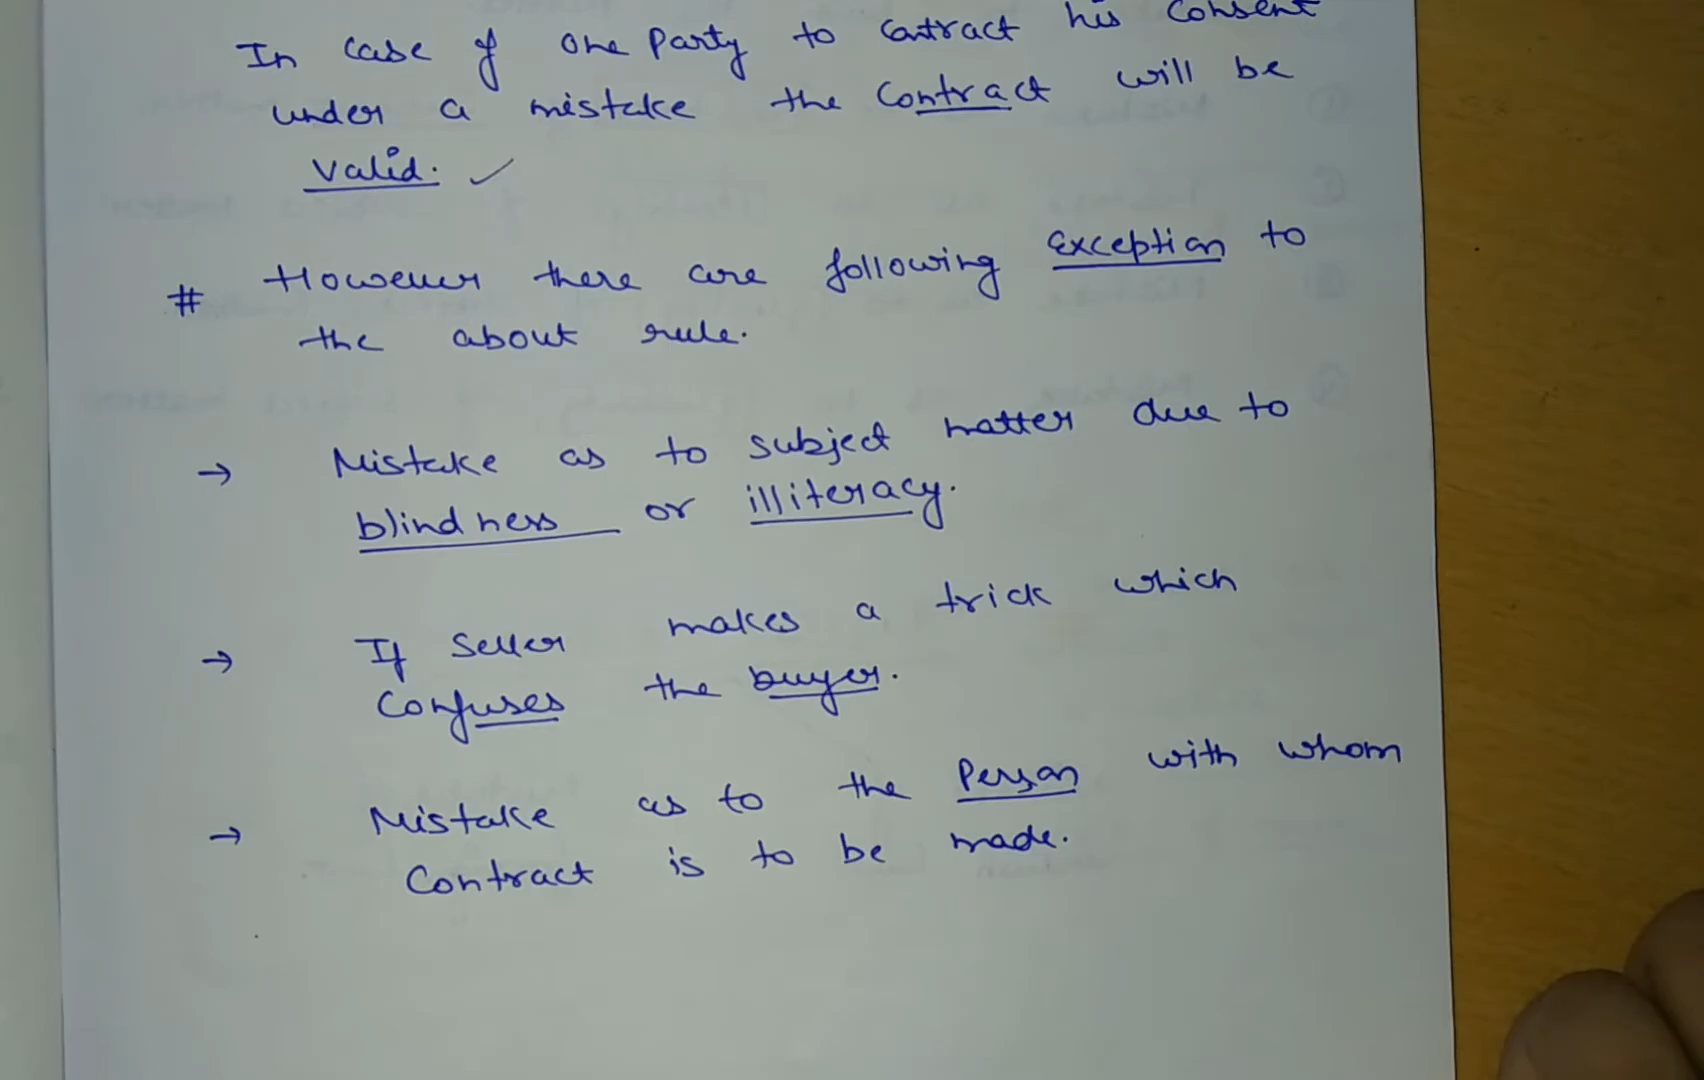 In case of one party to contract his consent
under a mistake the contract will be
valid. ✓
# However there are following exception to
the about rule.
→ Mistake as to subject matter due to
blindness or illiteracy.
→ If seller makes a trick which
confuses the buyer.
→ Mistake as to the person with whom
contract is to be made.